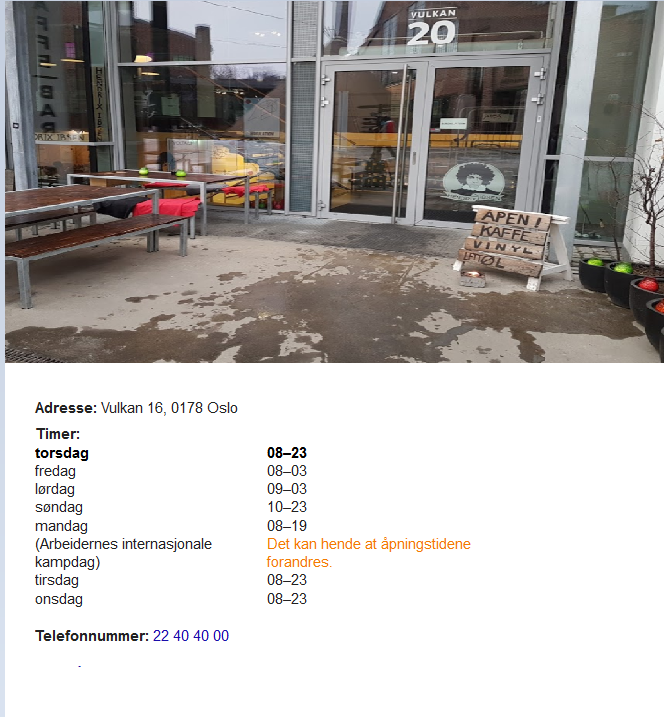 VULKAN
20
ÅPEN I
KAFFE
VINYL
ØL
Adresse: Vulkan 16, 0178 Oslo
Timer:
torsdag 08–23
fredag 08–03
lørdag 09–03
søndag 10–23
mandag 08–19
(Arbeidernes internasjonale Det kan hende at åpningstidene
kampdag) forandres.
tirsdag 08–23
onsdag 08–23
Telefonnummer: 22 40 40 00